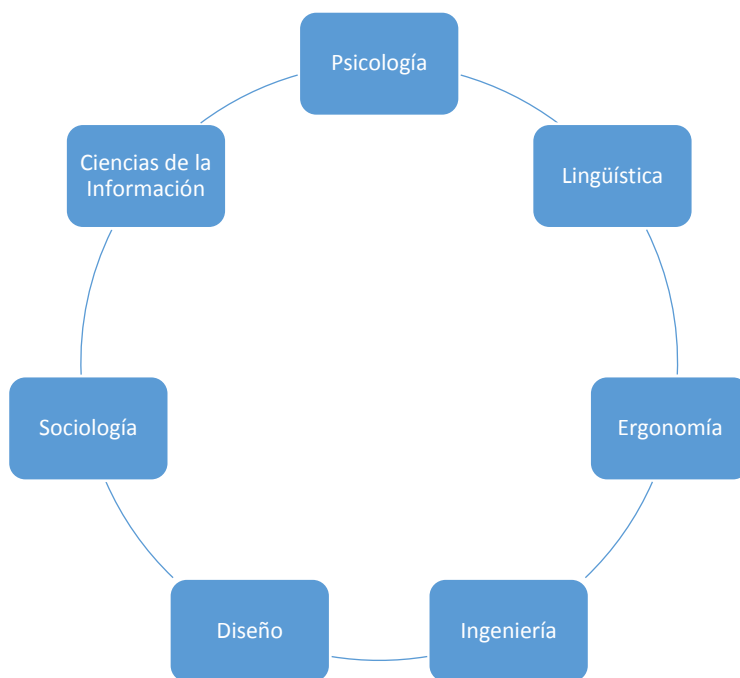 Psicología
Lingüística
Ergonomía
Ingeniería
Diseño
Sociología
Ciencias de la
Información